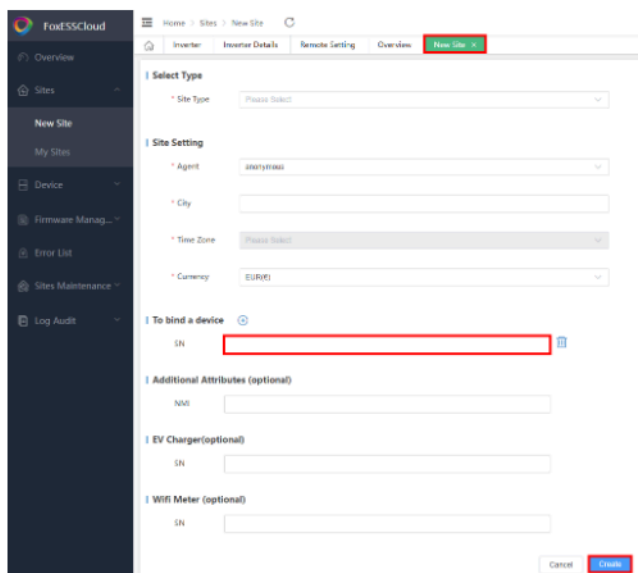 FoxESSCloud
Home > Sites > New Site
Inverter
Inverter Details
Remote Setting
Overview
New Site ×
Overview
Sites
New Site
My Sites
Device
Firmware Manag...
Error List
Sites Maintenance
Log Audit
Select Type
* Site Type
Please Select
Site Setting
* Agent
anonymous
* City
* Time Zone
Please Select
* Currency
EUR(€)
To bind a device
SN
Additional Attributes (optional)
NMI
EV Charger(optional)
SN
Wifi Meter (optional)
SN
Cancel
Create